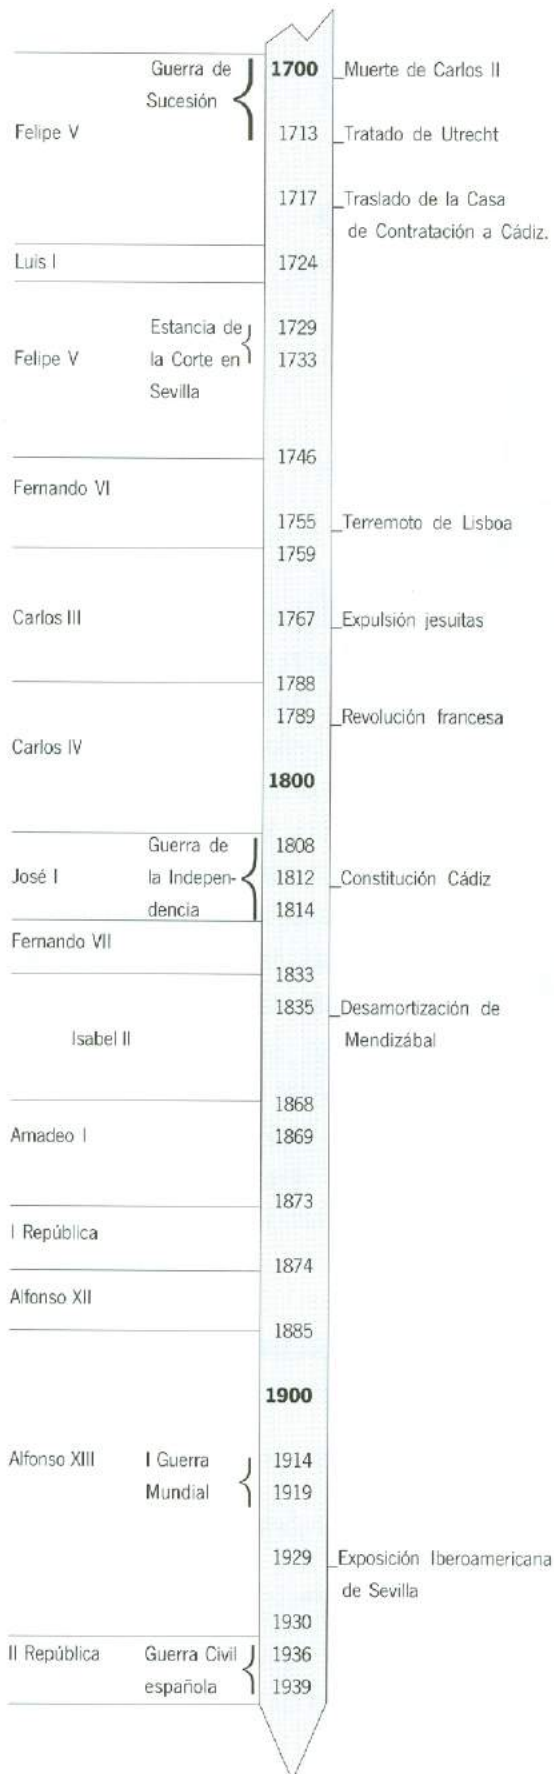 Guerra de 1700 Muerte de Carlos II
Sucesión
Felipe V 1713 Tratado de Utrecht
1717 Traslado de la Casa
de Contratación a Cádiz.
Luis I 1724
Estancia de 1729
Felipe V la Corte en 1733
Sevilla
1746
Fernando VI
1755 Terremoto de Lisboa
1759
Carlos III 1767 Expulsión jesuitas
1788
1789 Revolución francesa
Carlos IV
1800
Guerra de 1808
José I la Indepen- 1812 Constitución Cádiz
dencia 1814
Fernando VII
1833
1835 Desamortización de
Isabel II Mendizábal
1868
Amadeo I 1869
1873
I República
1874
Alfonso XII
1885
1900
Alfonso XIII I Guerra 1914
Mundial 1919
1929 Exposición Iberoamericana
de Sevilla
1930
II República Guerra Civil 1936
española 1939